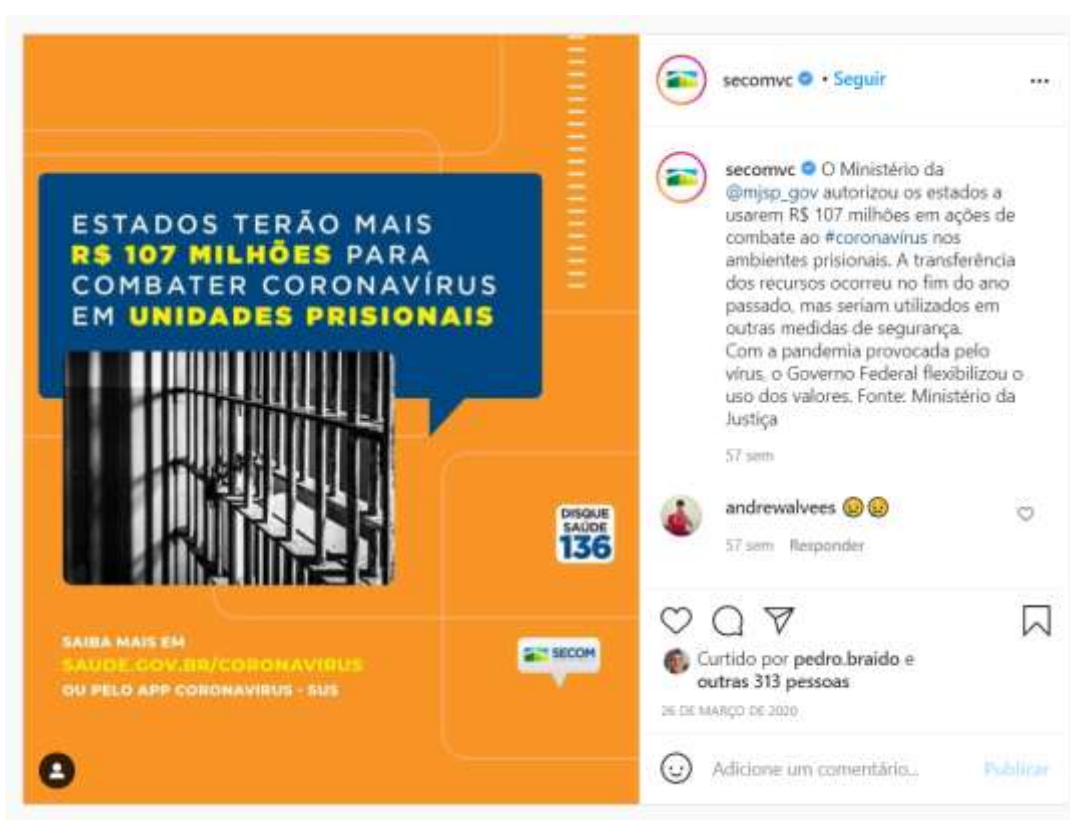 ESTADOS TERÃO MAIS
R$ 107 MILHÕES PARA
COMBATER CORONAVÍRUS
EM UNIDADES PRISIONAIS
DISQUE
SAÚDE
136
SAIBA MAIS EM
SAUDE.GOV.BR/CORONAVIRUS
OU PELO APP CORONAVIRUS - SUS
SECOM
secomvc • Seguir
secomvc O Ministério da
@mjsp_gov autorizou os estados a
usarem R$ 107 milhões em ações de
combate ao #coronavírus nos
ambientes prisionais. A transferência
dos recursos ocorreu no fim do ano
passado, mas seriam utilizados em
outras medidas de segurança.
Com a pandemia provocada pelo
vírus, o Governo Federal flexibilizou o
uso dos valores. Fonte: Ministério da
Justiça
57 sem
andrewalvees 😥😥
57 sem Responder
Curtido por pedro.braido e
outras 313 pessoas
26 DE MARÇO DE 2020
Adicione um comentário... Publicar